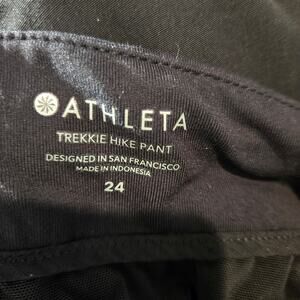 ATHLETA
TREKKIE HIKE PANT
DESIGNED IN SAN FRANCISCO
MADE IN INDONESIA
24